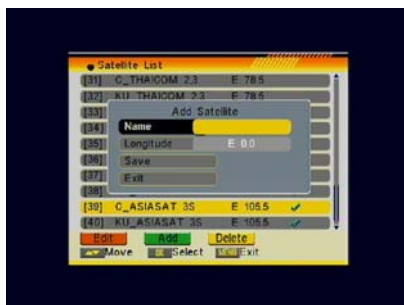 Satellite List
[31] C_THAICOM 2,3 E 78.5
[32] KU_THAICOM 2,3 E 78.5
[33]
Add Satellite
[34] Name
[35] Longitude E 0.0
[36] Save
[37] Exit
[38]
[39] C_ASIASAT 3S E 105.5
[40] KU_ASIASAT 3S E 105.5
Edit Add Delete
Move OK Select MENU Exit